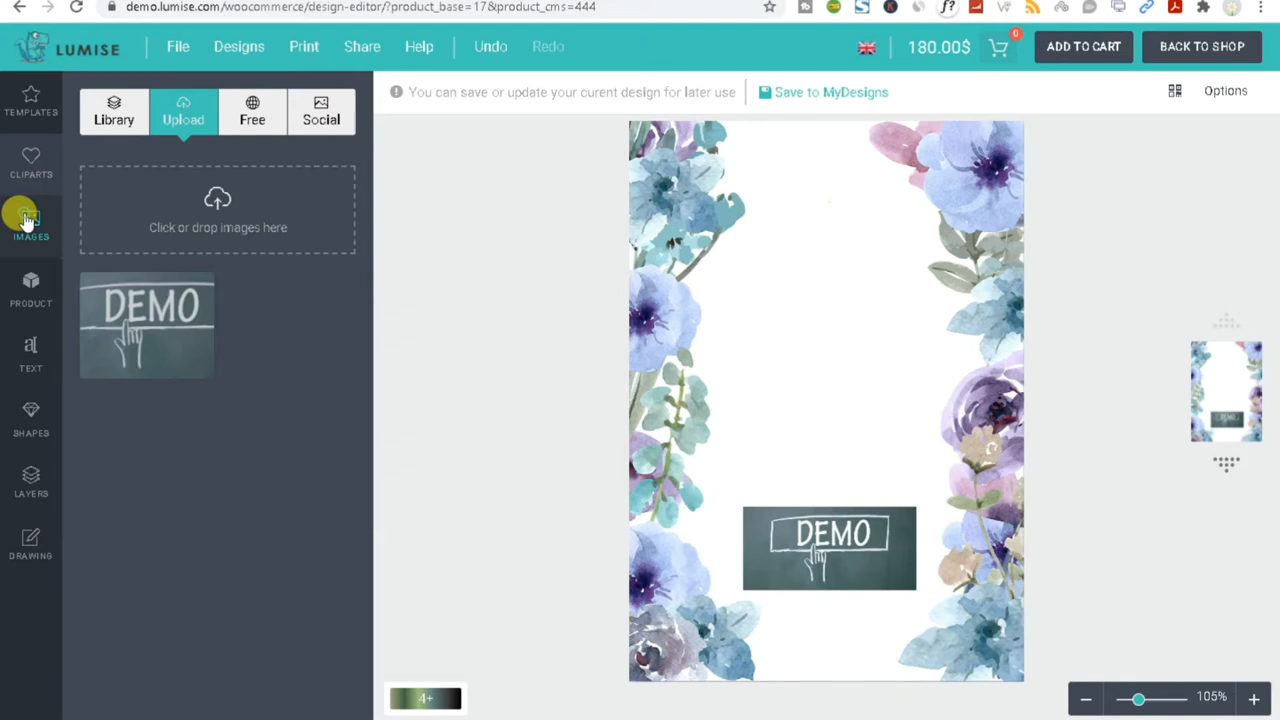 demo.lumise.com/woocommerce/design-editor/?product_base=17&product_cms=444
LUMISE File Designs Print Share Help Undo Redo 180.00$ 0 ADD TO CART BACK TO SHOP
You can save or update your curent design for later use Save to MyDesigns Options
TEMPLATES
CLIPARTS
IMAGES
PRODUCT
TEXT
SHAPES
LAYERS
DRAWING
Library Upload Free Social
Click or drop images here
DEMO
DEMO
DEMO
4+
105%